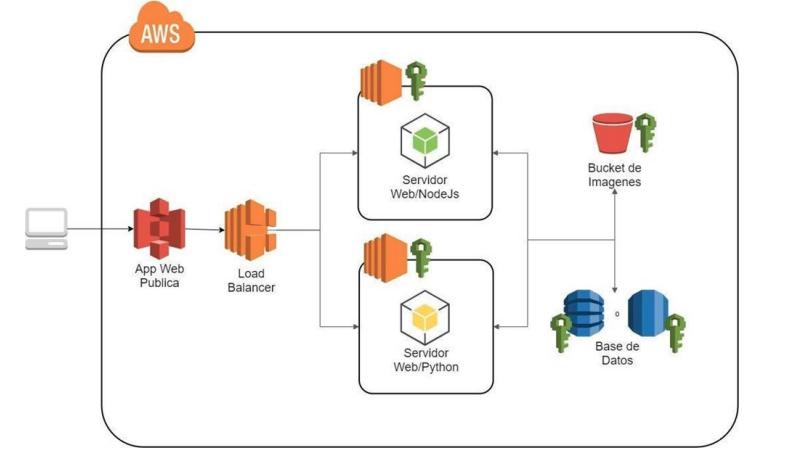 AWS
Servidor
Web/NodeJs
Bucket de
Imagenes
App Web
Publica
Load
Balancer
Servidor
Web/Python
o
Base de
Datos